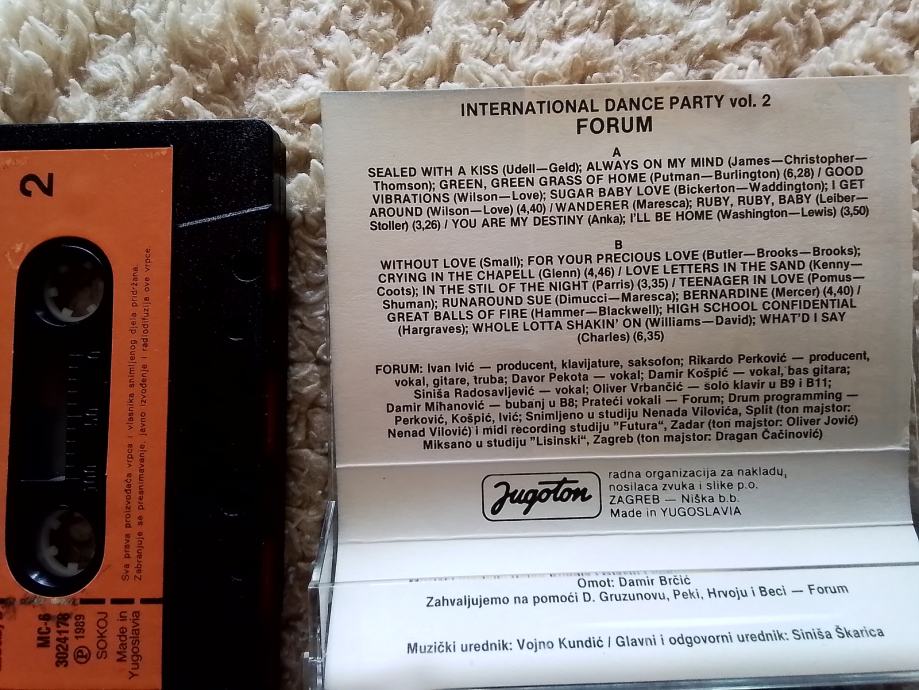 INTERNATIONAL DANCE PARTY vol. 2
FORUM
A
SEALED WITH A KISS (Udell—Geld); ALWAYS ON MY MIND (James—Christopher—
Thomson); GREEN, GREEN GRASS OF HOME (Putman—Burlington) (6,28) / GOOD
VIBRATIONS (Wilson—Love); SUGAR BABY LOVE (Bickerton—Waddington); I GET
AROUND (Wilson—Love) (4,40) / WANDERER (Maresca); RUBY, RUBY, BABY (Leiber—
Stoller) (3,26) / YOU ARE MY DESTINY (Anka); I'LL BE HOME (Washington—Lewis) (3,50)
B
WITHOUT LOVE (Small); FOR YOUR PRECIOUS LOVE (Butler—Brooks—Brooks);
CRYING IN THE CHAPELL (Glenn) (4,46) / LOVE LETTERS IN THE SAND (Kenny—
Coots); IN THE STIL OF THE NIGHT (Parris) (3,35) / TEENAGER IN LOVE (Pomus—
Shuman); RUNAROUND SUE (Dimucci—Maresca); BERNARDINE (Mercer) (4,40) /
GREAT BALLS OF FIRE (Hammer—Blackwell); HIGH SCHOOL CONFIDENTIAL
(Hargraves); WHOLE LOTTA SHAKIN' ON (Williams—David); WHAT'D I SAY
(Charles) (6,35)
FORUM: Ivan Ivić — producent, klavijature, saksofon; Rikardo Perković — producent,
vokal, gitare, truba; Davor Pekota — vokal; Damir Košpić — vokal, bas gitara;
Siniša Radosavljević — vokal; Oliver Vrbančić — solo klavir u B9 i B11;
Damir Mihanović — bubanj u B8; Prateći vokali — Forum; Drum programming —
Perković, Košpić, Ivić; Snimljeno u studiju Nenada Vilovića, Split (ton majstor:
Nenad Vilović) i midi recording studiju "Futura", Zadar (ton majstor: Oliver Jović)
Miksano u studiju "Lisinski", Zagreb (ton majstor: Dragan Čačinović)
Jugoton
radna organizacija za nakladu,
nosilaca zvuka i slike p.o.
ZAGREB — Niška b.b.
Made in YUGOSLAVIA
Omot: Damir Brčić
Zahvaljujemo na pomoći D. Gruzunovu, Peki, Hrvoju i Beci — Forum
Muzički urednik: Vojno Kundić / Glavni i odgovorni urednik: Siniša Škarica
2
Sva prava proizvođača vrpca i vlasnika snimljenog djela pridržana.
Zabranjuje se presnimavanje, javno izvođenje i radiodifuzija ove vrpce.
100
50
0
MC-6
3024178
Ⓟ 1989
SOKOJ
Made in
Yugoslavia